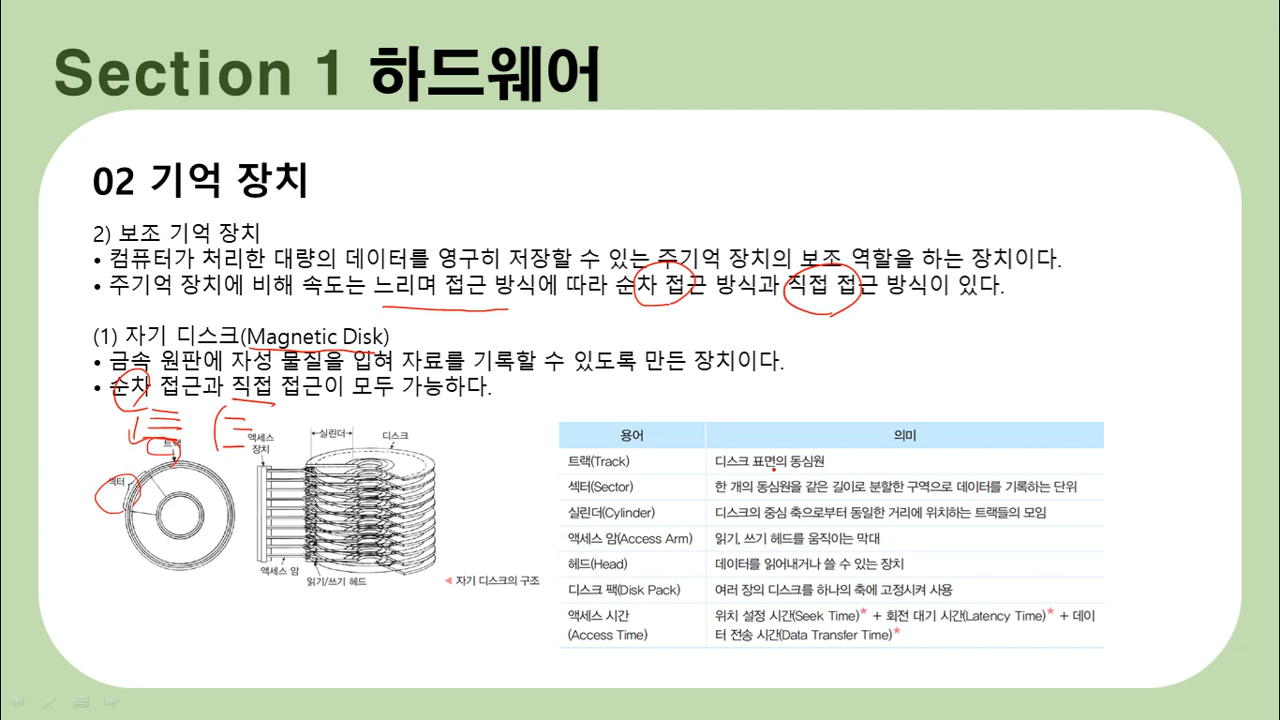 Section 1 하드웨어
02 기억 장치
2) 보조 기억 장치
• 컴퓨터가 처리한 대량의 데이터를 영구히 저장할 수 있는 주기억 장치의 보조 역할을 하는 장치이다.
• 주기억 장치에 비해 속도는 느리며 접근 방식에 따라 순차 접근 방식과 직접 접근 방식이 있다.
(1) 자기 디스크(Magnetic Disk)
• 금속 원판에 자성 물질을 입혀 자료를 기록할 수 있도록 만든 장치이다.
• 순차 접근과 직접 접근이 모두 가능하다.
트랙
섹터
액세스
장치
실린더
디스크
액세스 암
읽기/쓰기 헤드
◀ 자기 디스크의 구조
용어 의미
트랙(Track) 디스크 표면의 동심원
섹터(Sector) 한 개의 동심원을 같은 길이로 분할한 구역으로 데이터를 기록하는 단위
실린더(Cylinder) 디스크의 중심 축으로부터 동일한 거리에 위치하는 트랙들의 모임
액세스 암(Access Arm) 읽기, 쓰기 헤드를 움직이는 막대
헤드(Head) 데이터를 읽어내거나 쓸 수 있는 장치
디스크 팩(Disk Pack) 여러 장의 디스크를 하나의 축에 고정시켜 사용
액세스 시간 위치 설정 시간(Seek Time)* + 회전 대기 시간(Latency Time)* + 데이
(Access Time) 터 전송 시간(Data Transfer Time)*